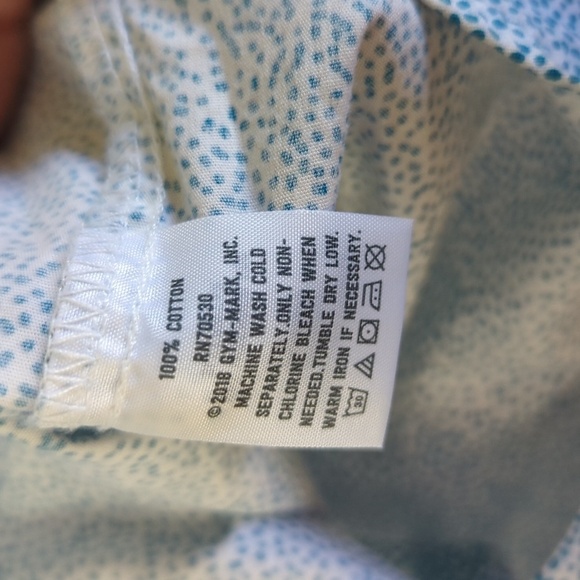 100% COTTON
RN70530
©2018 GYM-MARK, INC.
MACHINE WASH COLD
SEPARATELY.ONLY NON-
CHLORINE BLEACH WHEN
NEEDED.TUMBLE DRY LOW.
WARM IRON IF NECESSARY.
30